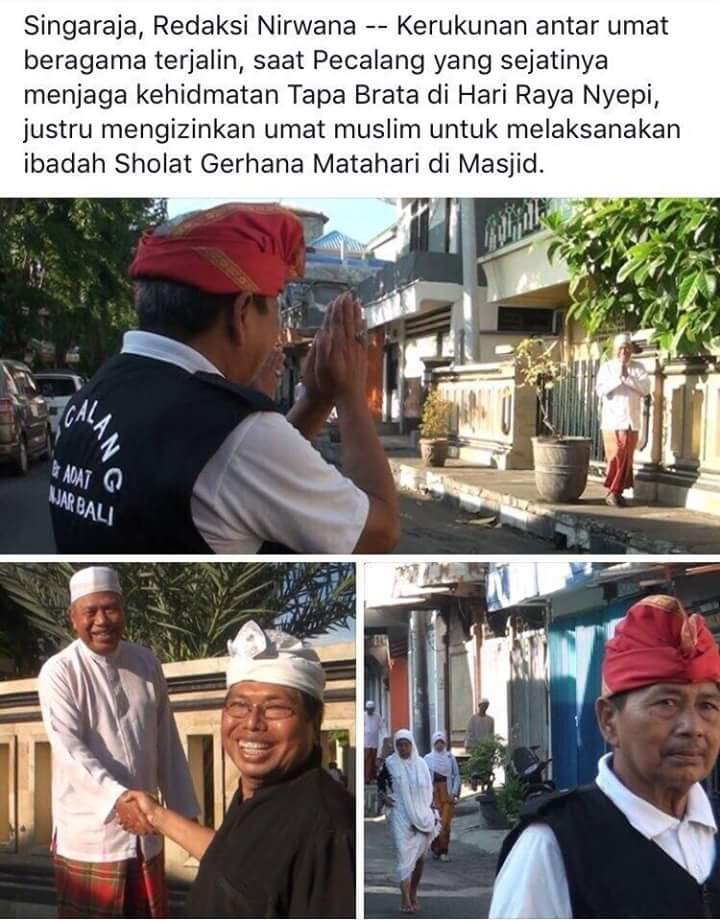 Singaraja, Redaksi Nirwana -- Kerukunan antar umat
beragama terjalin, saat Pecalang yang sejatinya
menjaga kehidmatan Tapa Brata di Hari Raya Nyepi,
justru mengizinkan umat muslim untuk melaksanakan
ibadah Sholat Gerhana Matahari di Masjid.
CALANG
ADAT
JAR BALI